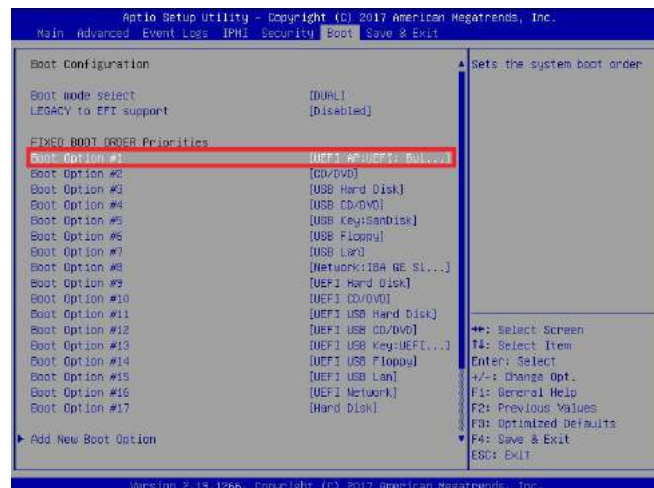 Aptio Setup Utility - Copyright (C) 2017 American Megatrends, Inc.
Main Advanced Event Logs IPMI Security Boot Save & Exit
Boot Configuration
Boot mode select [DUAL]
LEGACY to EFI support [Disabled]
FIXED BOOT ORDER Priorities
Boot Option #1 [UEFI AP:UEFI: Bui...]
Boot Option #2 [CD/DVD]
Boot Option #3 [USB Hard Disk]
Boot Option #4 [USB CD/DVD]
Boot Option #5 [USB Key:SanDisk]
Boot Option #6 [USB Floppy]
Boot Option #7 [USB Lan]
Boot Option #8 [Network:IBA GE Sl...]
Boot Option #9 [UEFI Hard Disk]
Boot Option #10 [UEFI CD/DVD]
Boot Option #11 [UEFI USB Hard Disk]
Boot Option #12 [UEFI USB CD/DVD]
Boot Option #13 [UEFI USB Key:UEFI...]
Boot Option #14 [UEFI USB Floppy]
Boot Option #15 [UEFI USB Lan]
Boot Option #16 [UEFI Network]
Boot Option #17 [Hard Disk]
Add New Boot Option
Sets the system boot order
↔: Select Screen
↑↓: Select Item
Enter: Select
+/-: Change Opt.
F1: General Help
F2: Previous Values
F3: Optimized Defaults
F4: Save & Exit
ESC: Exit
Version 2.19.1266. Copyright (C) 2017 American Megatrends, Inc.